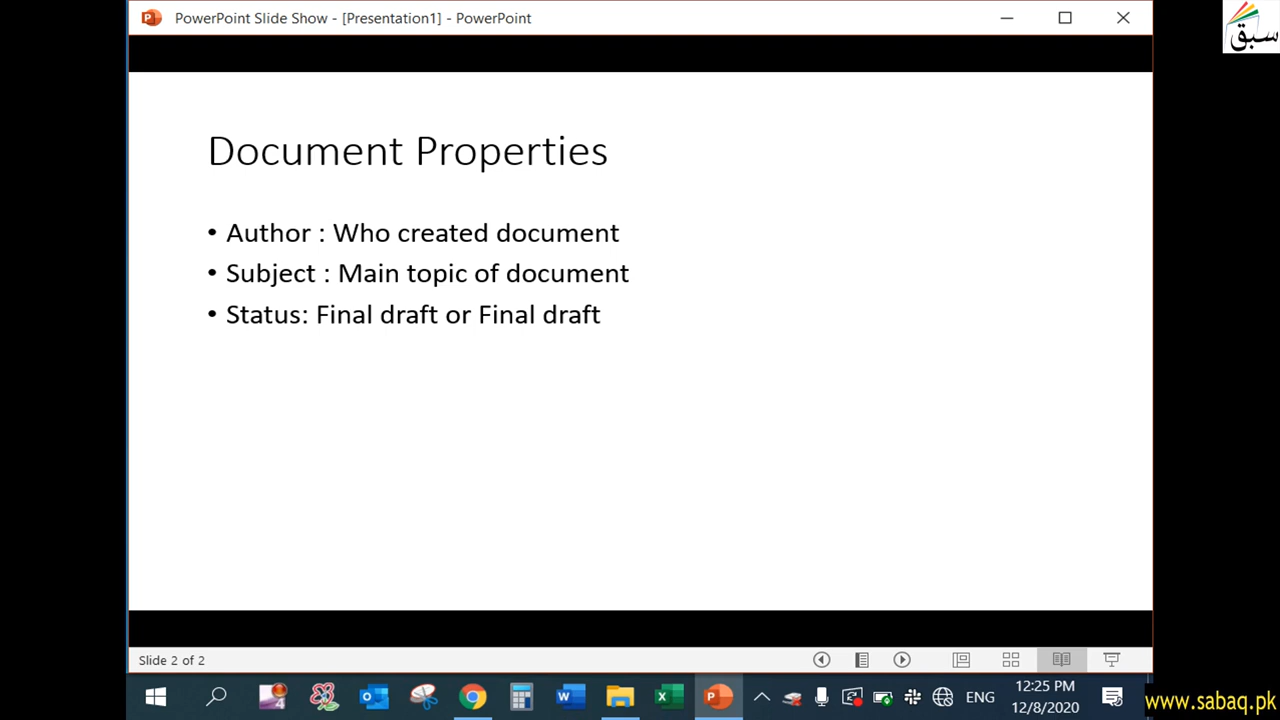 PowerPoint Slide Show - [Presentation1] - PowerPoint
سبق
Document Properties
• Author : Who created document
• Subject : Main topic of document
• Status: Final draft or Final draft
Slide 2 of 2
4
ENG
12:25 PM
12/8/2020
www.sabaq.pk